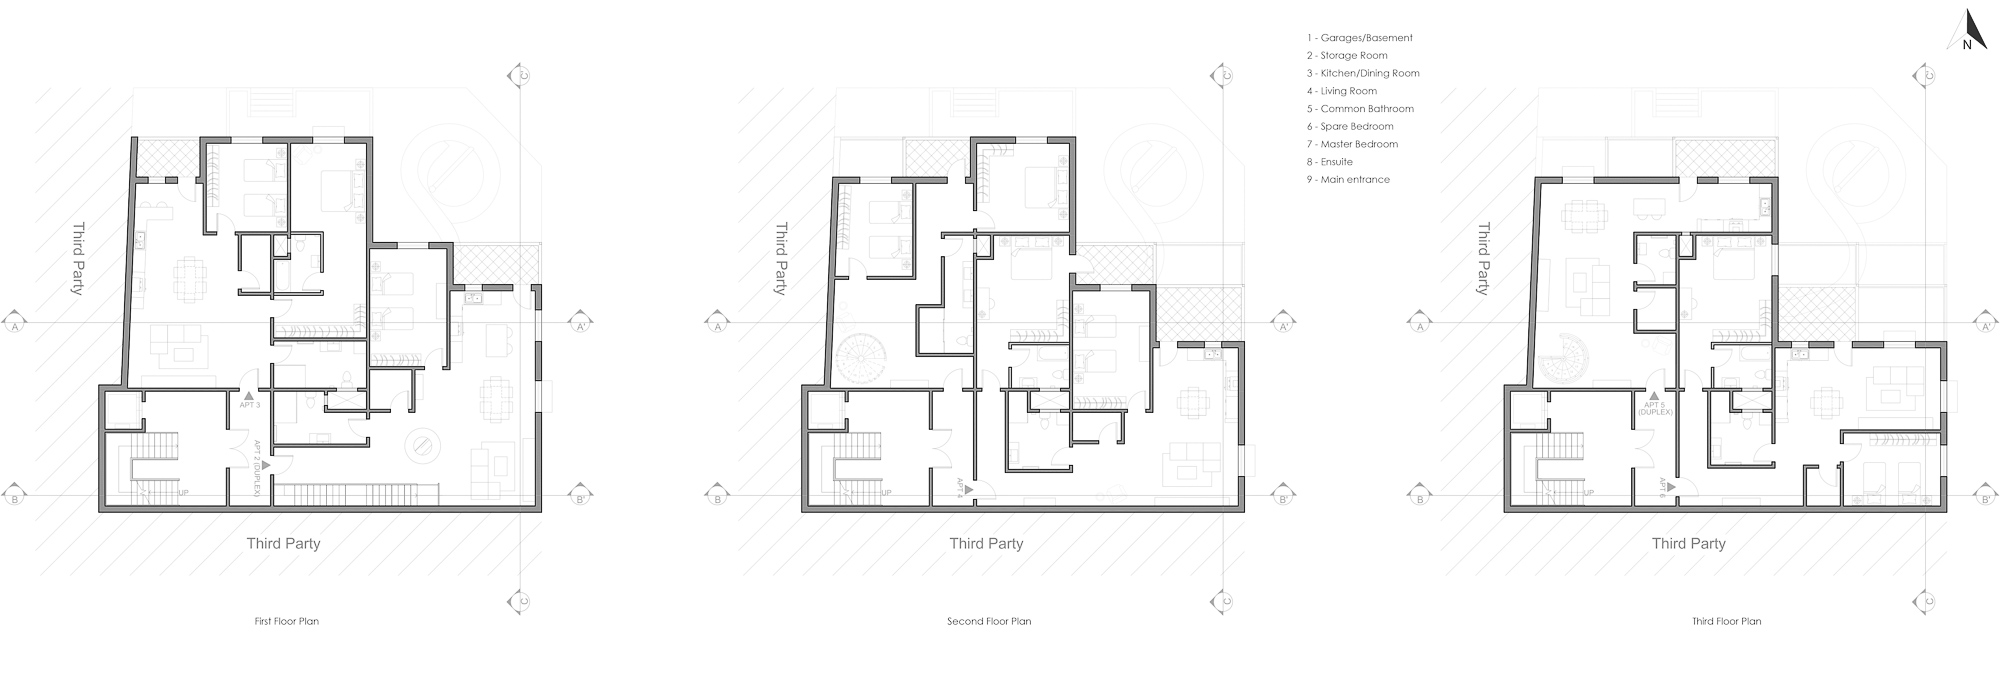 1 - Garages/Basement
2 - Storage Room
3 - Kitchen/Dining Room
4 - Living Room
5 - Common Bathroom
6 - Spare Bedroom
7 - Master Bedroom
8 - Ensuite
9 - Main entrance
N
C'
Third Party
A
A'
APT 3
APT 2 (DUPLEX)
UP
B
B'
Third Party
C
First Floor Plan
C'
Third Party
A
A'
APT 4
UP
B
B'
Third Party
C
Second Floor Plan
C'
Third Party
A
A'
APT 5
(DUPLEX)
APT 6
UP
B
B'
Third Party
C
Third Floor Plan